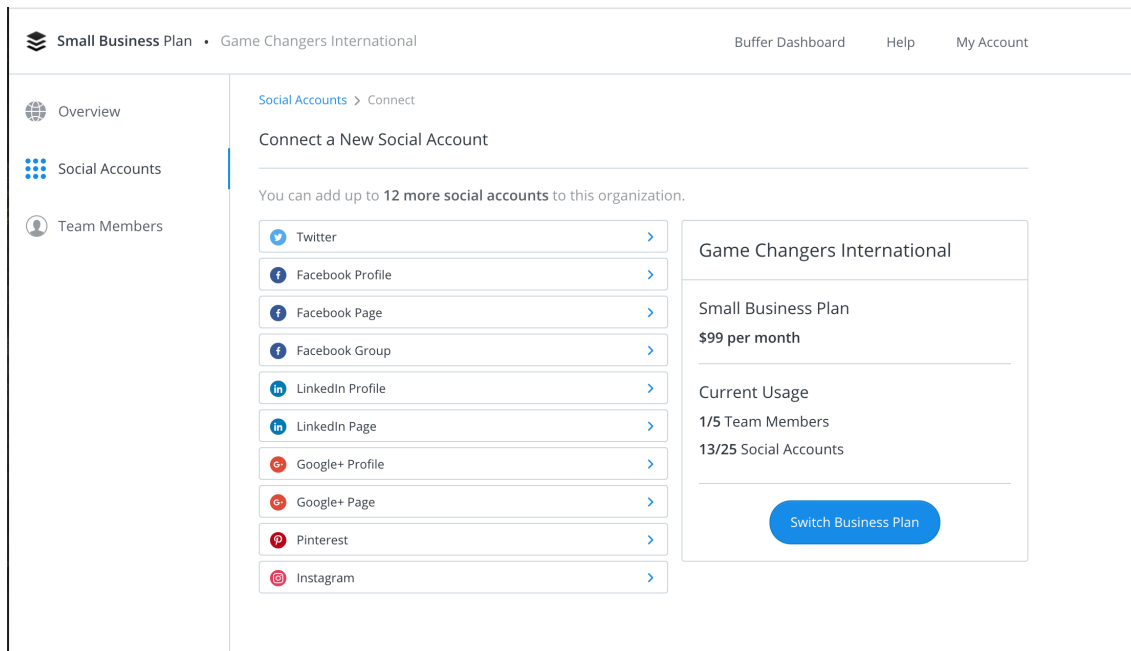 Small Business Plan • Game Changers International
Buffer Dashboard Help My Account
Overview
Social Accounts
Team Members
Social Accounts > Connect
Connect a New Social Account
You can add up to 12 more social accounts to this organization.
Twitter
Facebook Profile
Facebook Page
Facebook Group
LinkedIn Profile
LinkedIn Page
Google+ Profile
Google+ Page
Pinterest
Instagram
Game Changers International
Small Business Plan
$99 per month
Current Usage
1/5 Team Members
13/25 Social Accounts
Switch Business Plan